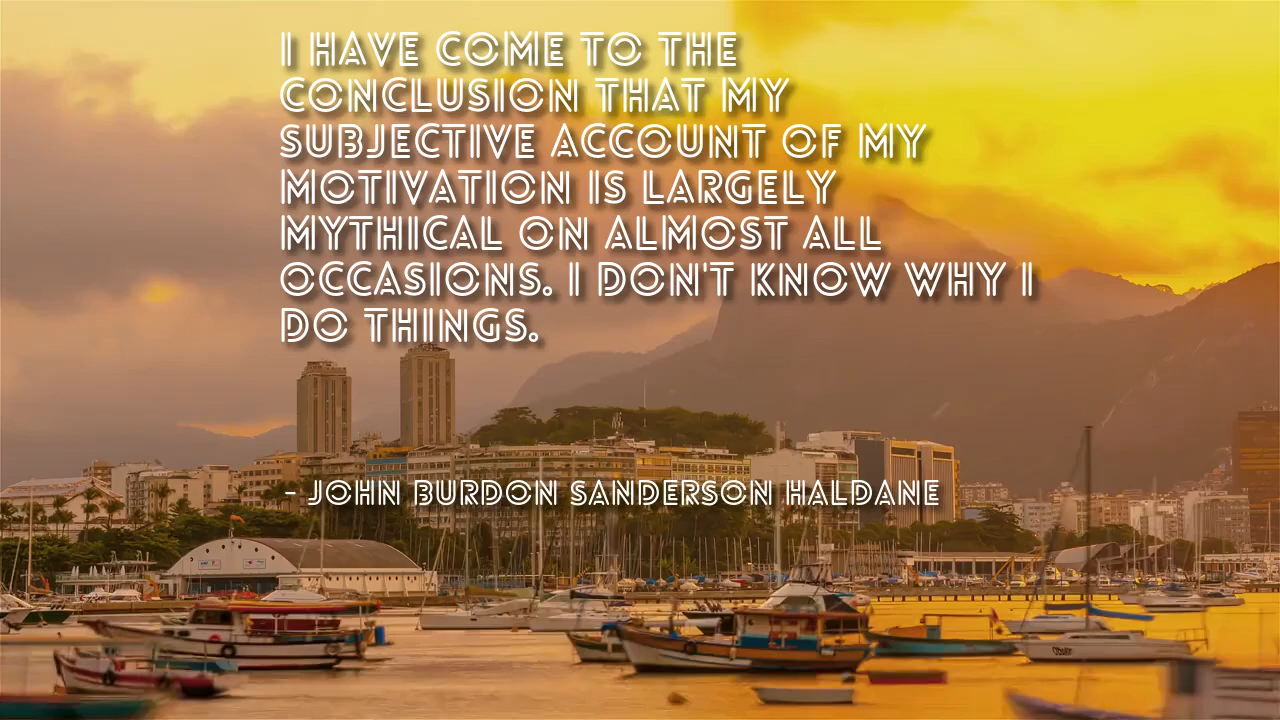 I HAVE COME TO THE
CONCLUSION THAT MY
SUBJECTIVE ACCOUNT OF MY
MOTIVATION IS LARGELY
MYTHICAL ON ALMOST ALL
OCCASIONS. I DON'T KNOW WHY I
DO THINGS.
- JOHN BURDON SANDERSON HALDANE